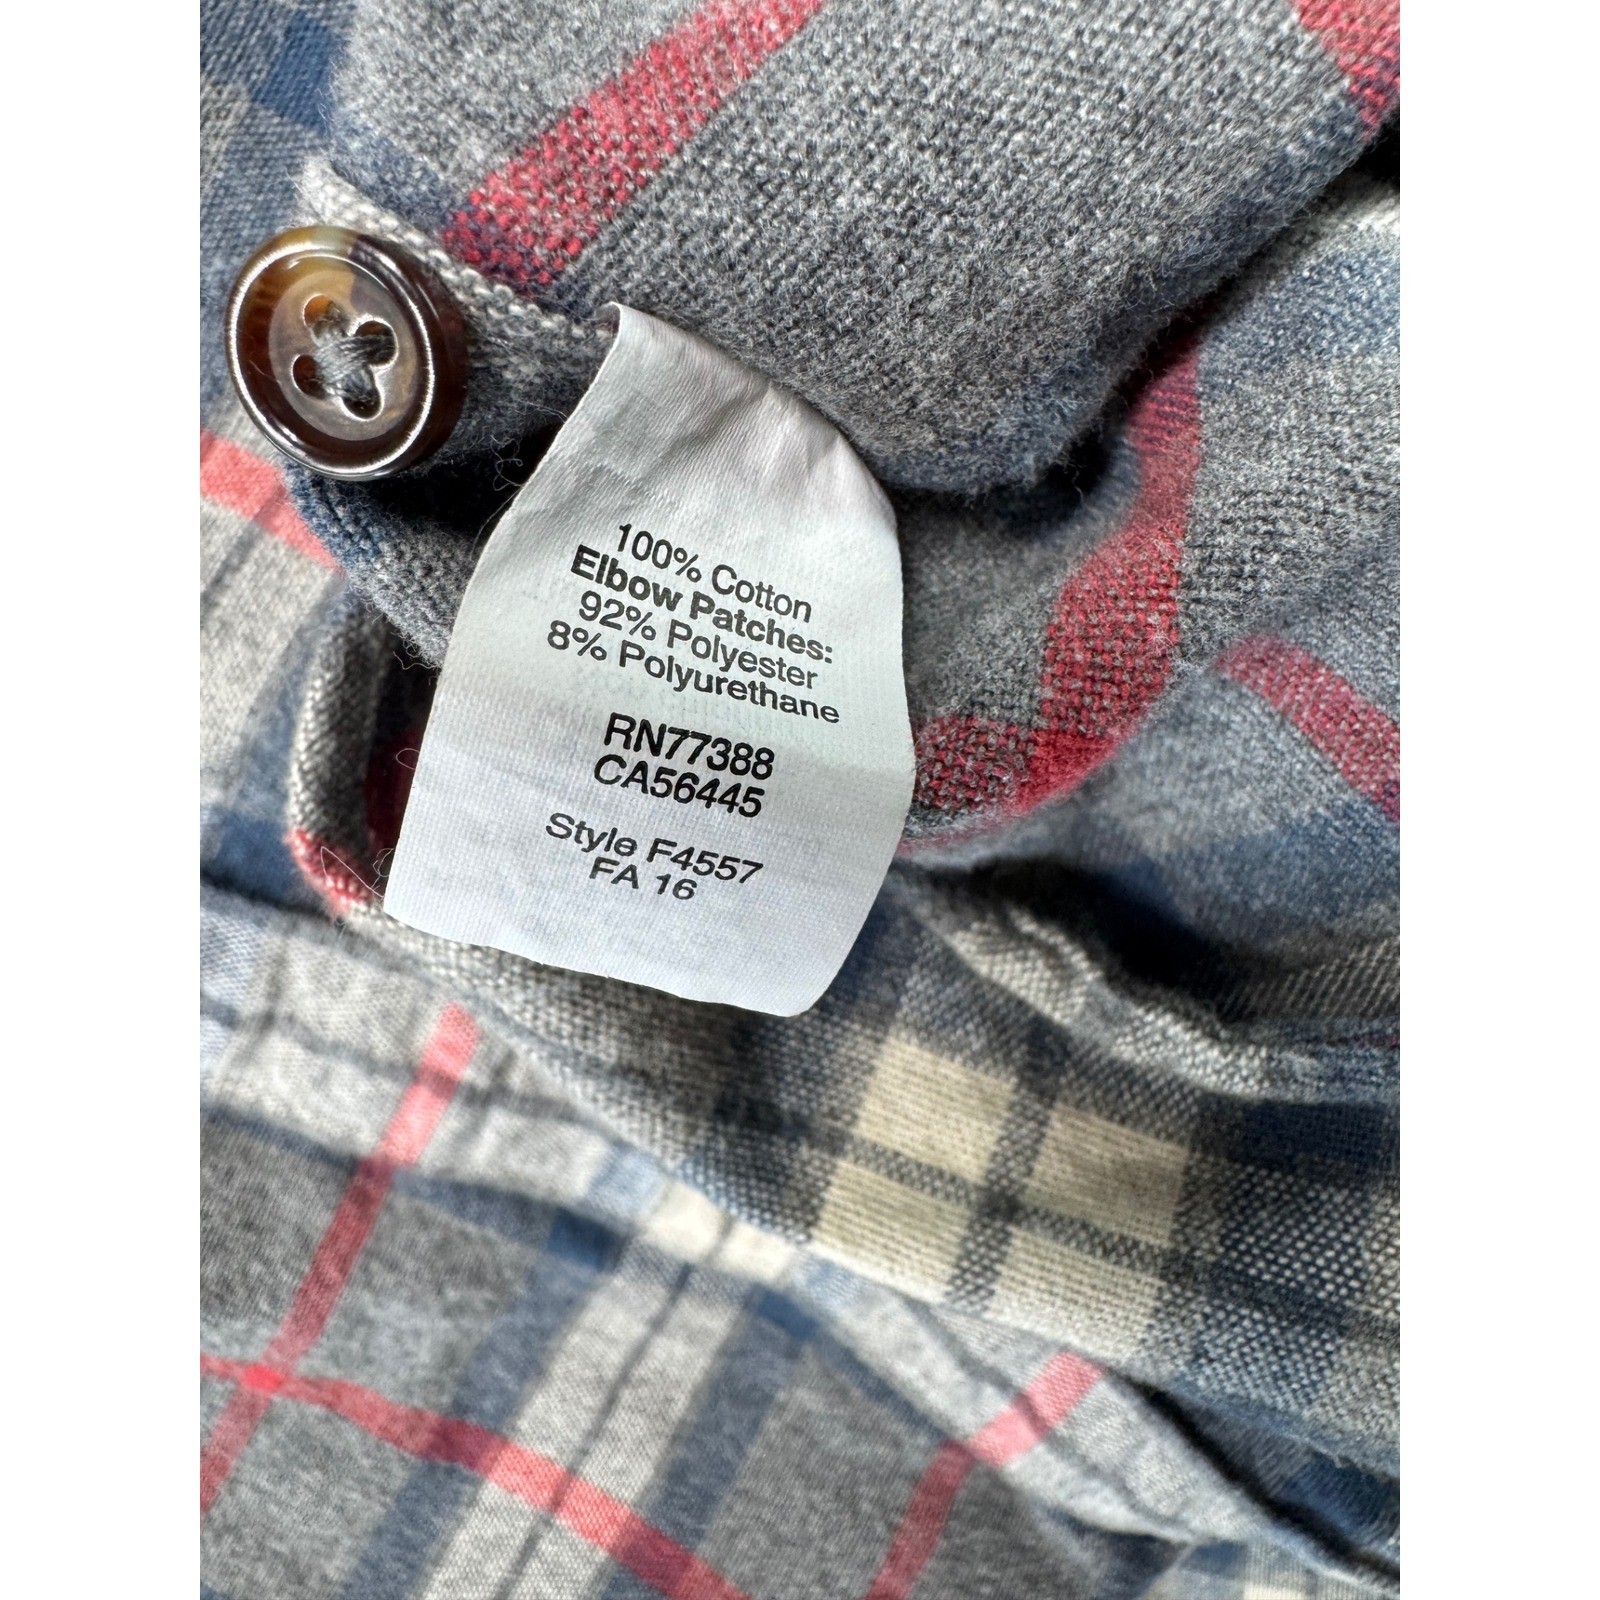 100% Cotton
Elbow Patches:
92% Polyester
8% Polyurethane
RN77388
CA56445
Style F4557
FA 16